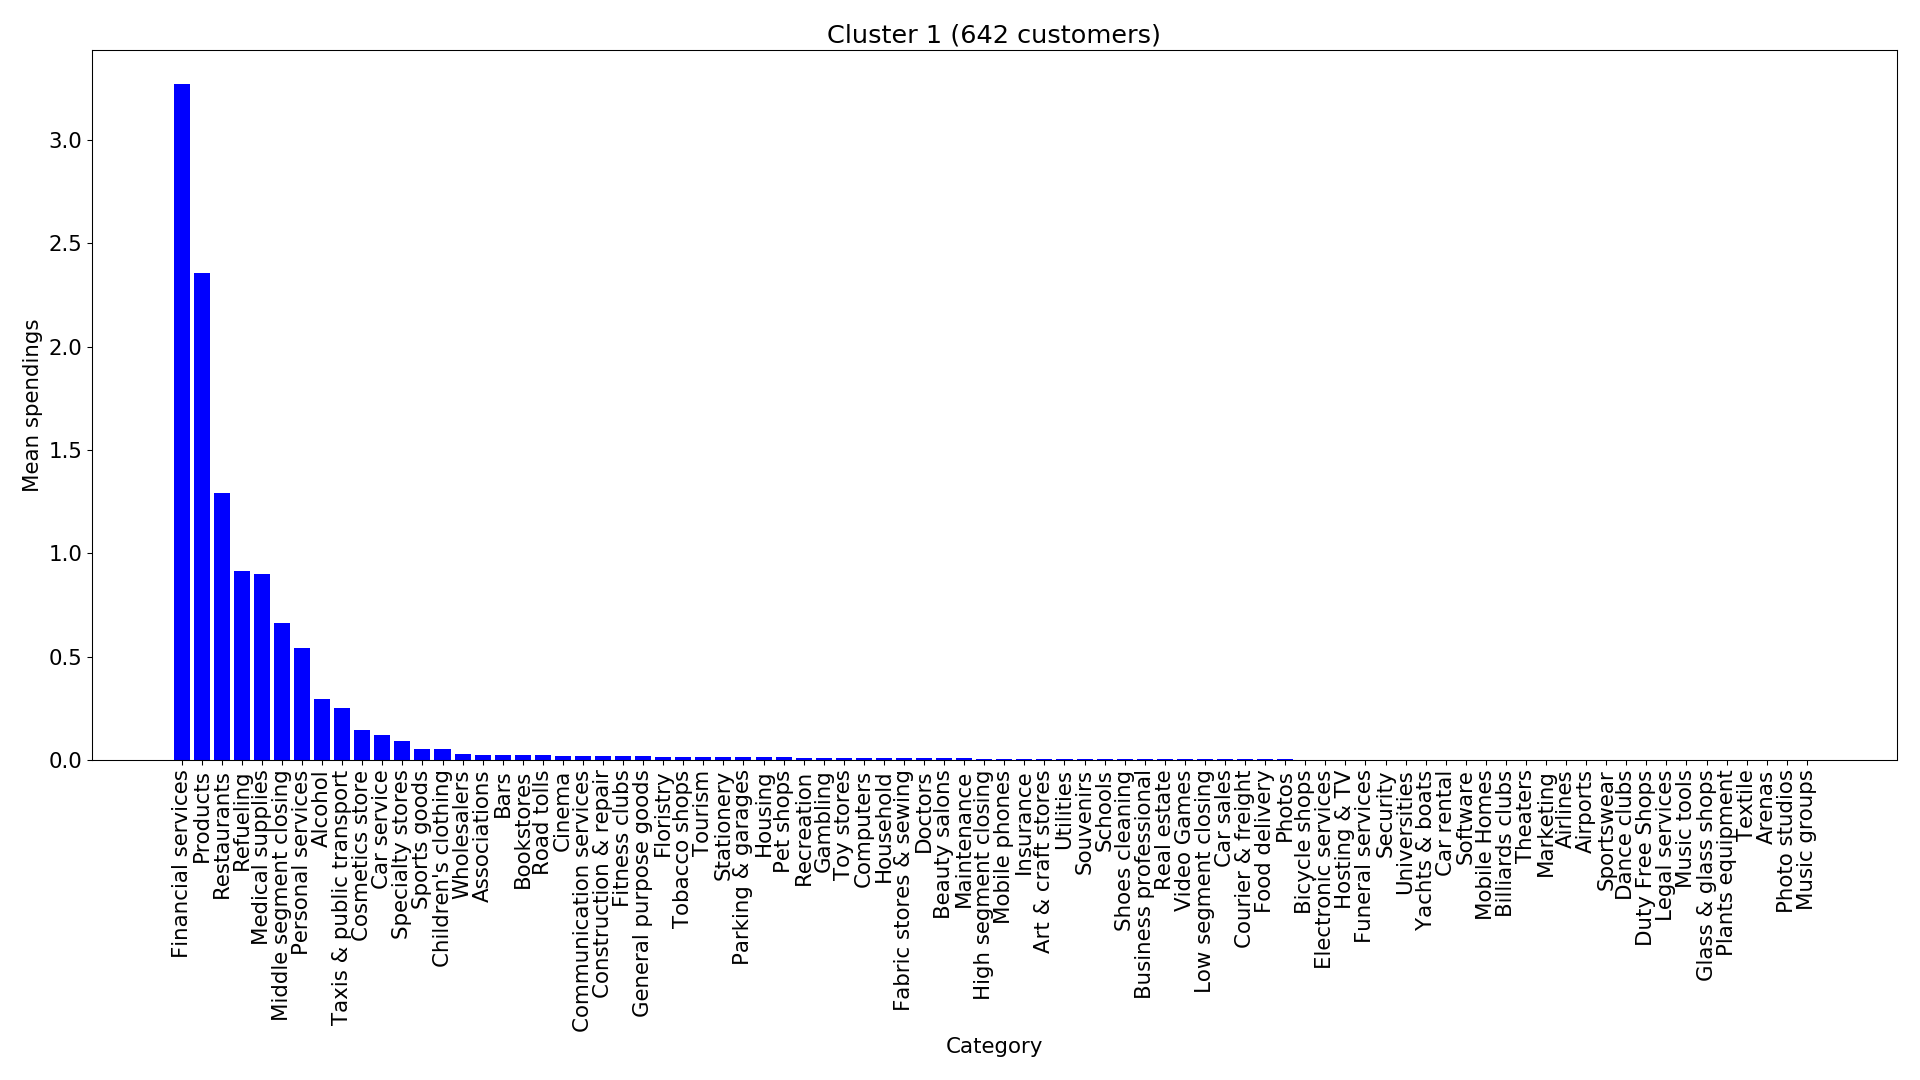 Cluster 1 (642 customers)
Mean spendings
3.0
2.5
2.0
1.5
1.0
0.5
0.0
Financial services
Products
Restaurants
Refueling
Medical supplies
Middle segment closing
Personal services
Alcohol
Taxis & public transport
Cosmetics store
Car service
Specialty stores
Sports goods
Children's clothing
Wholesalers
Associations
Bars
Bookstores
Road tolls
Cinema
Communication services
Construction & repair
Fitness clubs
General purpose goods
Floristry
Tobacco shops
Tourism
Stationery
Parking & garages
Housing
Pet shops
Recreation
Gambling
Toy stores
Computers
Household
Fabric stores & sewing
Doctors
Beauty salons
Maintenance
High segment closing
Mobile phones
Insurance
Art & craft stores
Utilities
Souvenirs
Schools
Shoes cleaning
Business professional
Real estate
Video Games
Low segment closing
Car sales
Courier & freight
Food delivery
Photos
Bicycle shops
Electronic services
Hosting & TV
Funeral services
Security
Universities
Yachts & boats
Car rental
Software
Mobile Homes
Billiards clubs
Theaters
Marketing
Airlines
Airports
Sportswear
Dance clubs
Duty Free Shops
Legal services
Music tools
Glass & glass shops
Plants equipment
Textile
Arenas
Photo studios
Music groups
Category